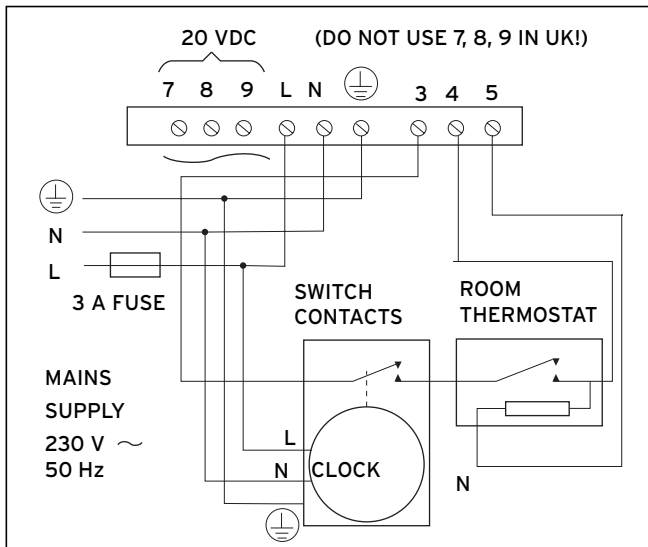 20 VDC (DO NOT USE 7, 8, 9 IN UK!)
7 8 9 L N 3 4 5
N
L
3 A FUSE
SWITCH
CONTACTS
ROOM
THERMOSTAT
MAINS
SUPPLY
230 V ~
50 Hz
L
N CLOCK
N